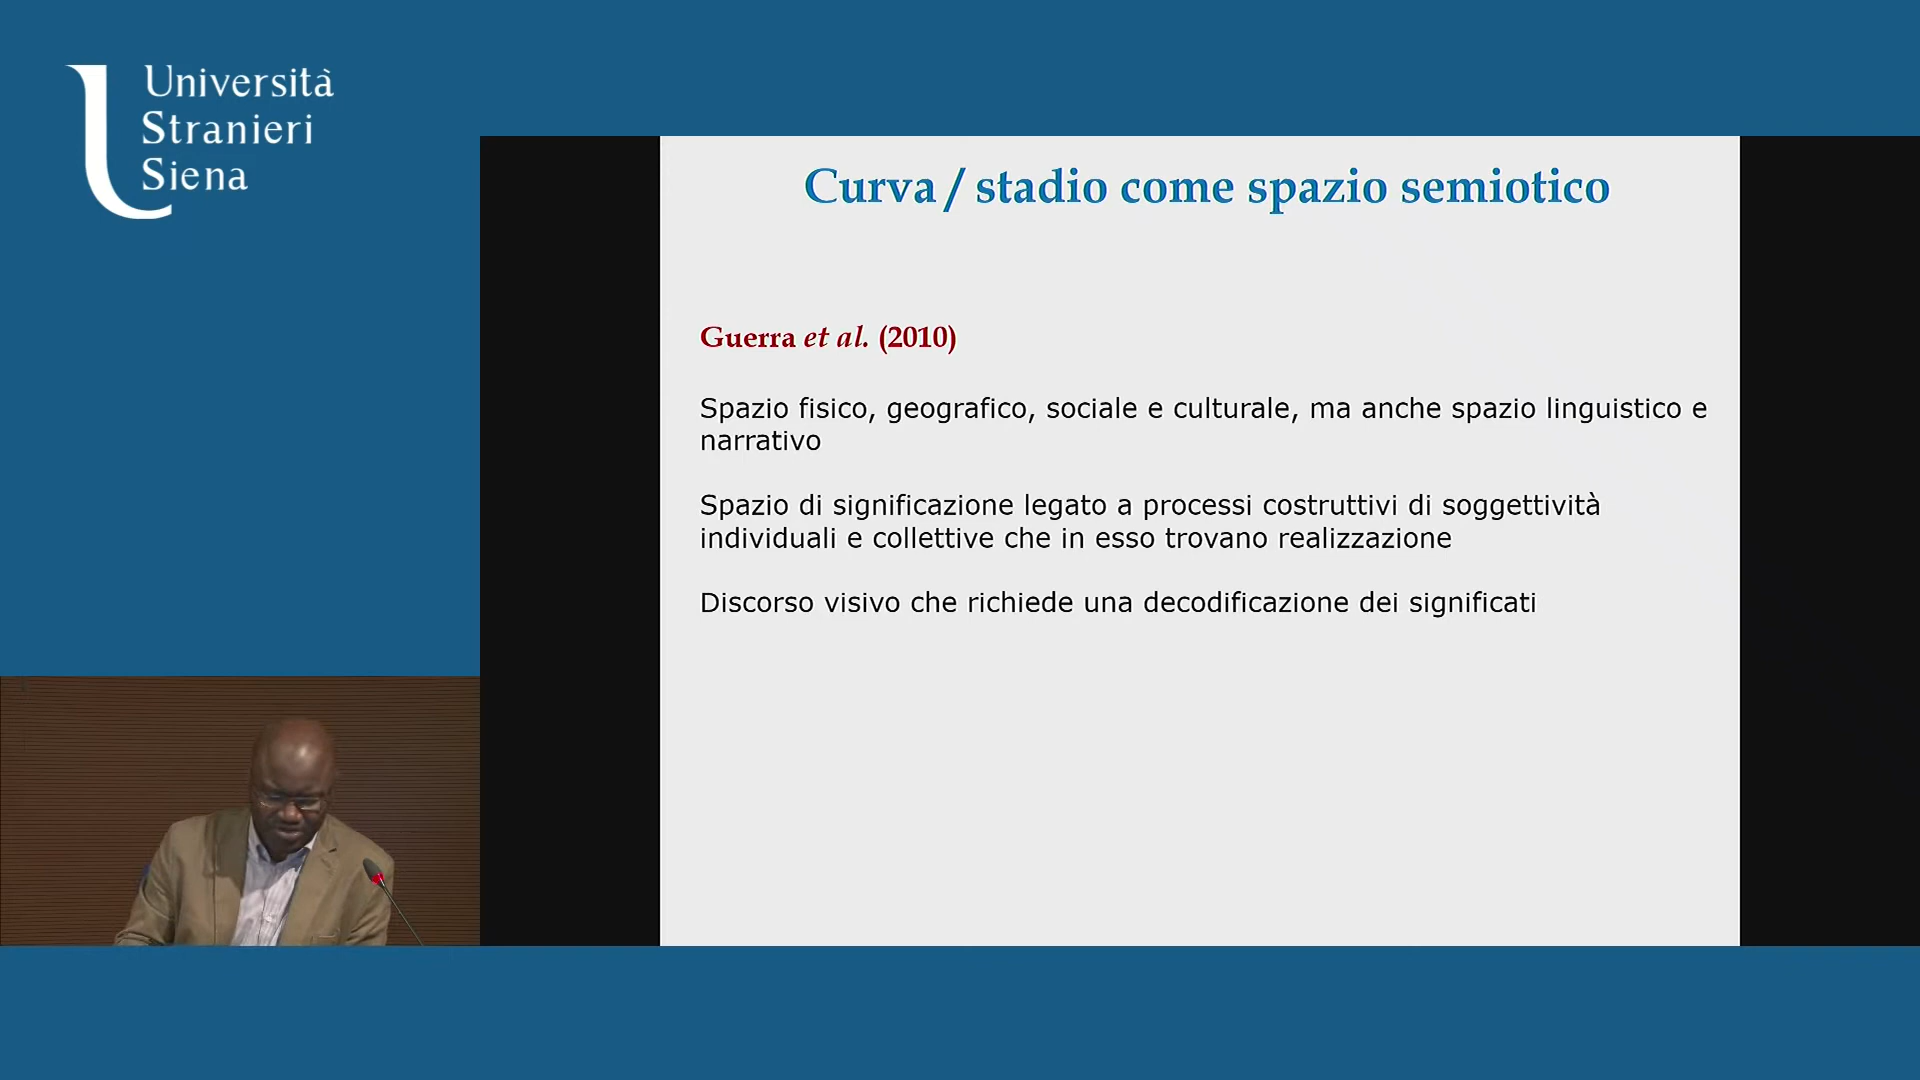 Università
Stranieri
Siena
Curva / stadio come spazio semiotico
Guerra et al. (2010)
Spazio fisico, geografico, sociale e culturale, ma anche spazio linguistico e
narrativo
Spazio di significazione legato a processi costruttivi di soggettività
individuali e collettive che in esso trovano realizzazione
Discorso visivo che richiede una decodificazione dei significati